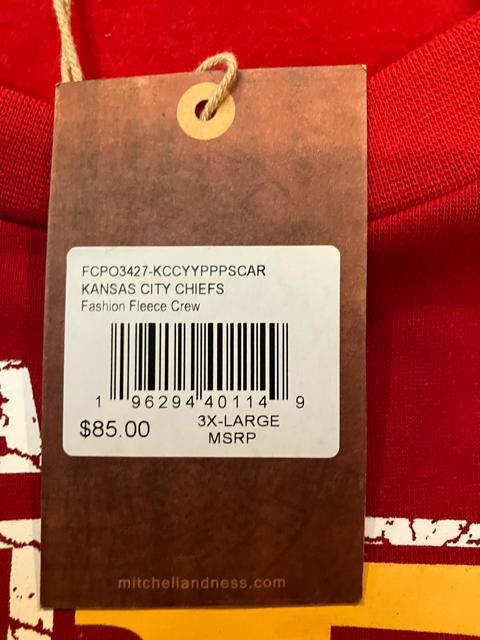 FCPO3427-KCCYYPPPSCAR
KANSAS CITY CHIEFS
Fashion Fleece Crew
1 96294 40114 9
$85.00
3X-LARGE
MSRP
mitchellandness.com